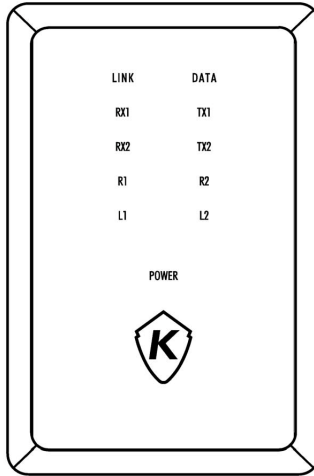 LINK DATA
RX1 TX1
RX2 TX2
R1 R2
L1 L2
POWER
K